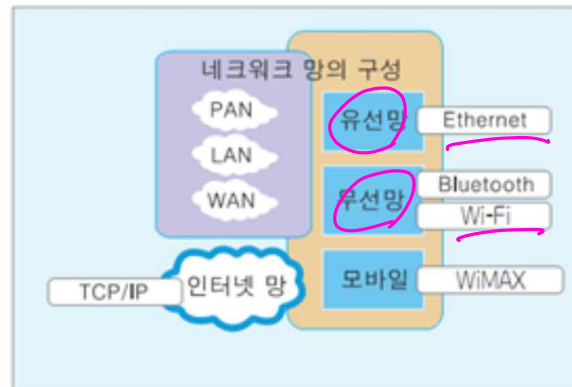 네크워크 망의 구성
PAN
LAN
WAN
유선망
Ethernet
무선망
Bluetooth
Wi-Fi
모바일
WiMAX
인터넷 망
TCP/IP